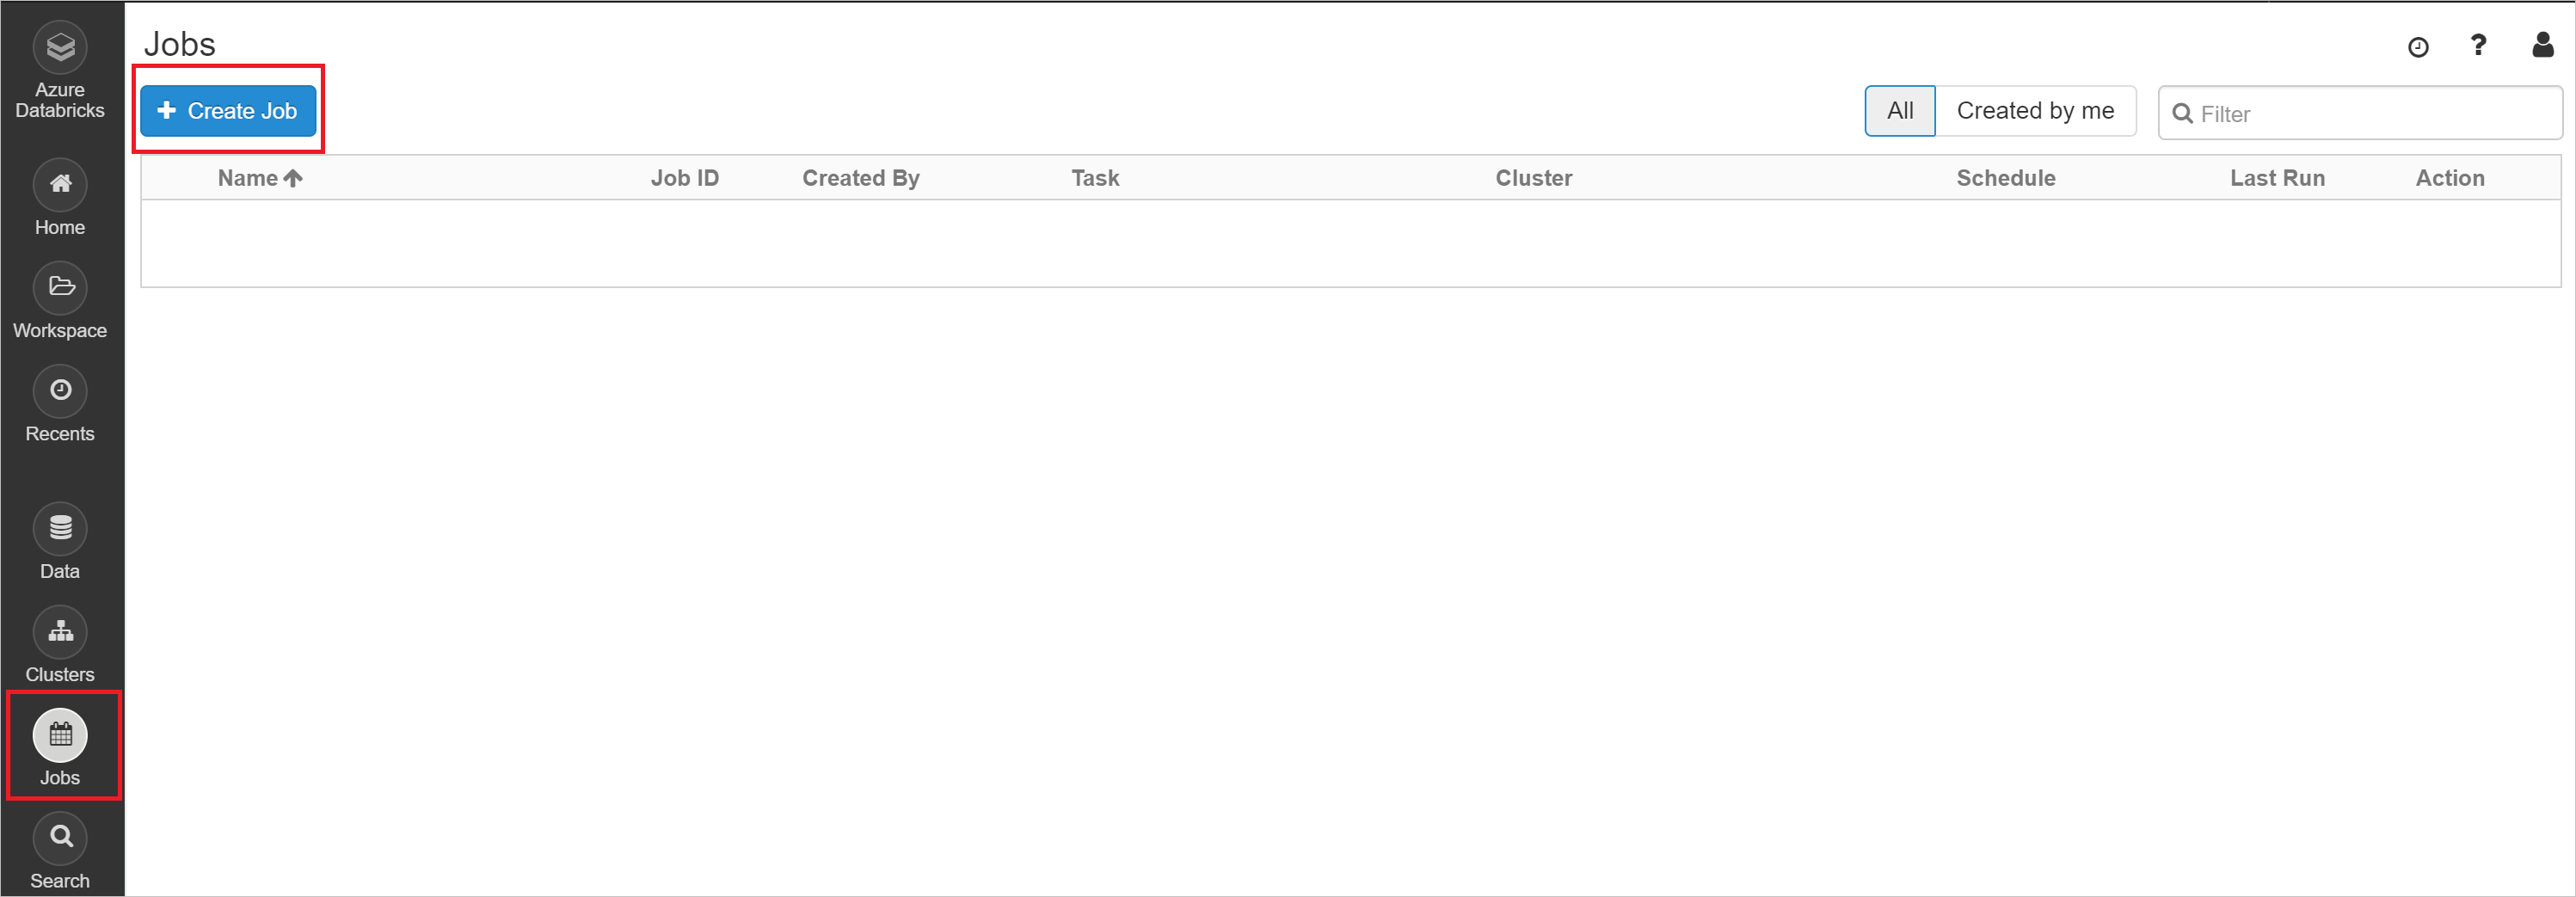 Azure
Databricks
Home
Workspace
Recents
Data
Clusters
Jobs
Search
Jobs
+ Create Job
All
Created by me
Filter
?
Name Job ID Created By Task Cluster Schedule Last Run Action